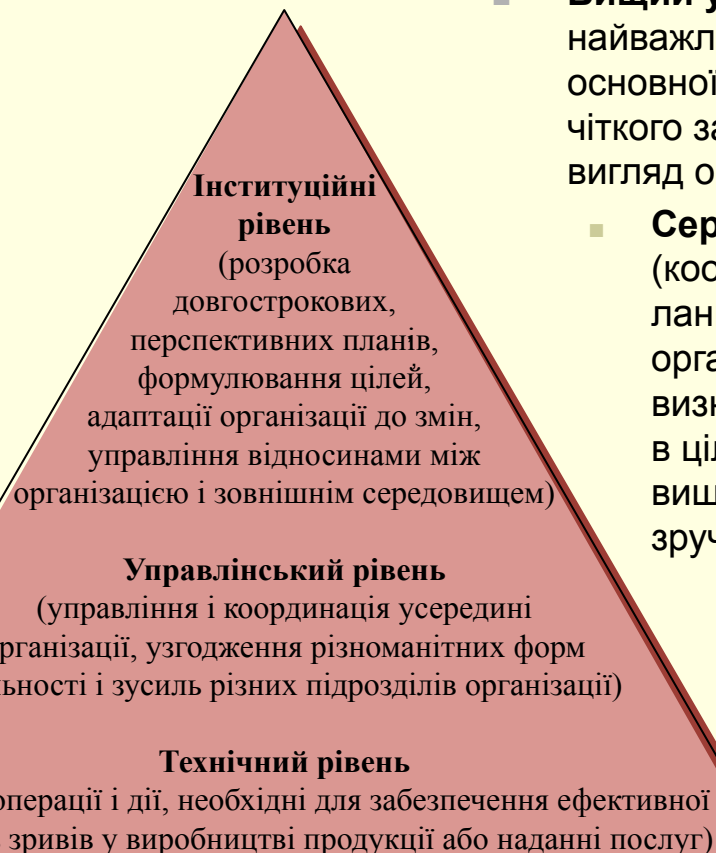 Інституційні
рівень
(розробка
довгострокових,
перспективних планів,
формулювання цілей,
адаптації організації до змін,
управління відносинами між
організацією і зовнішнім середовищем)
Управлінський рівень
(управління і координація усередині
рганізації, узгодження різноманітних форм
льності і зусиль різних підрозділів організації)
Технічний рівень
операції і дії, необхідні для забезпечення ефективної
зривів у виробництві продукції або наданні послуг)
Вищий у
найважл
основної
чіткого за
вигляд о
Сер
(коо
лан
орга
визн
в ціл
вищ
зруч